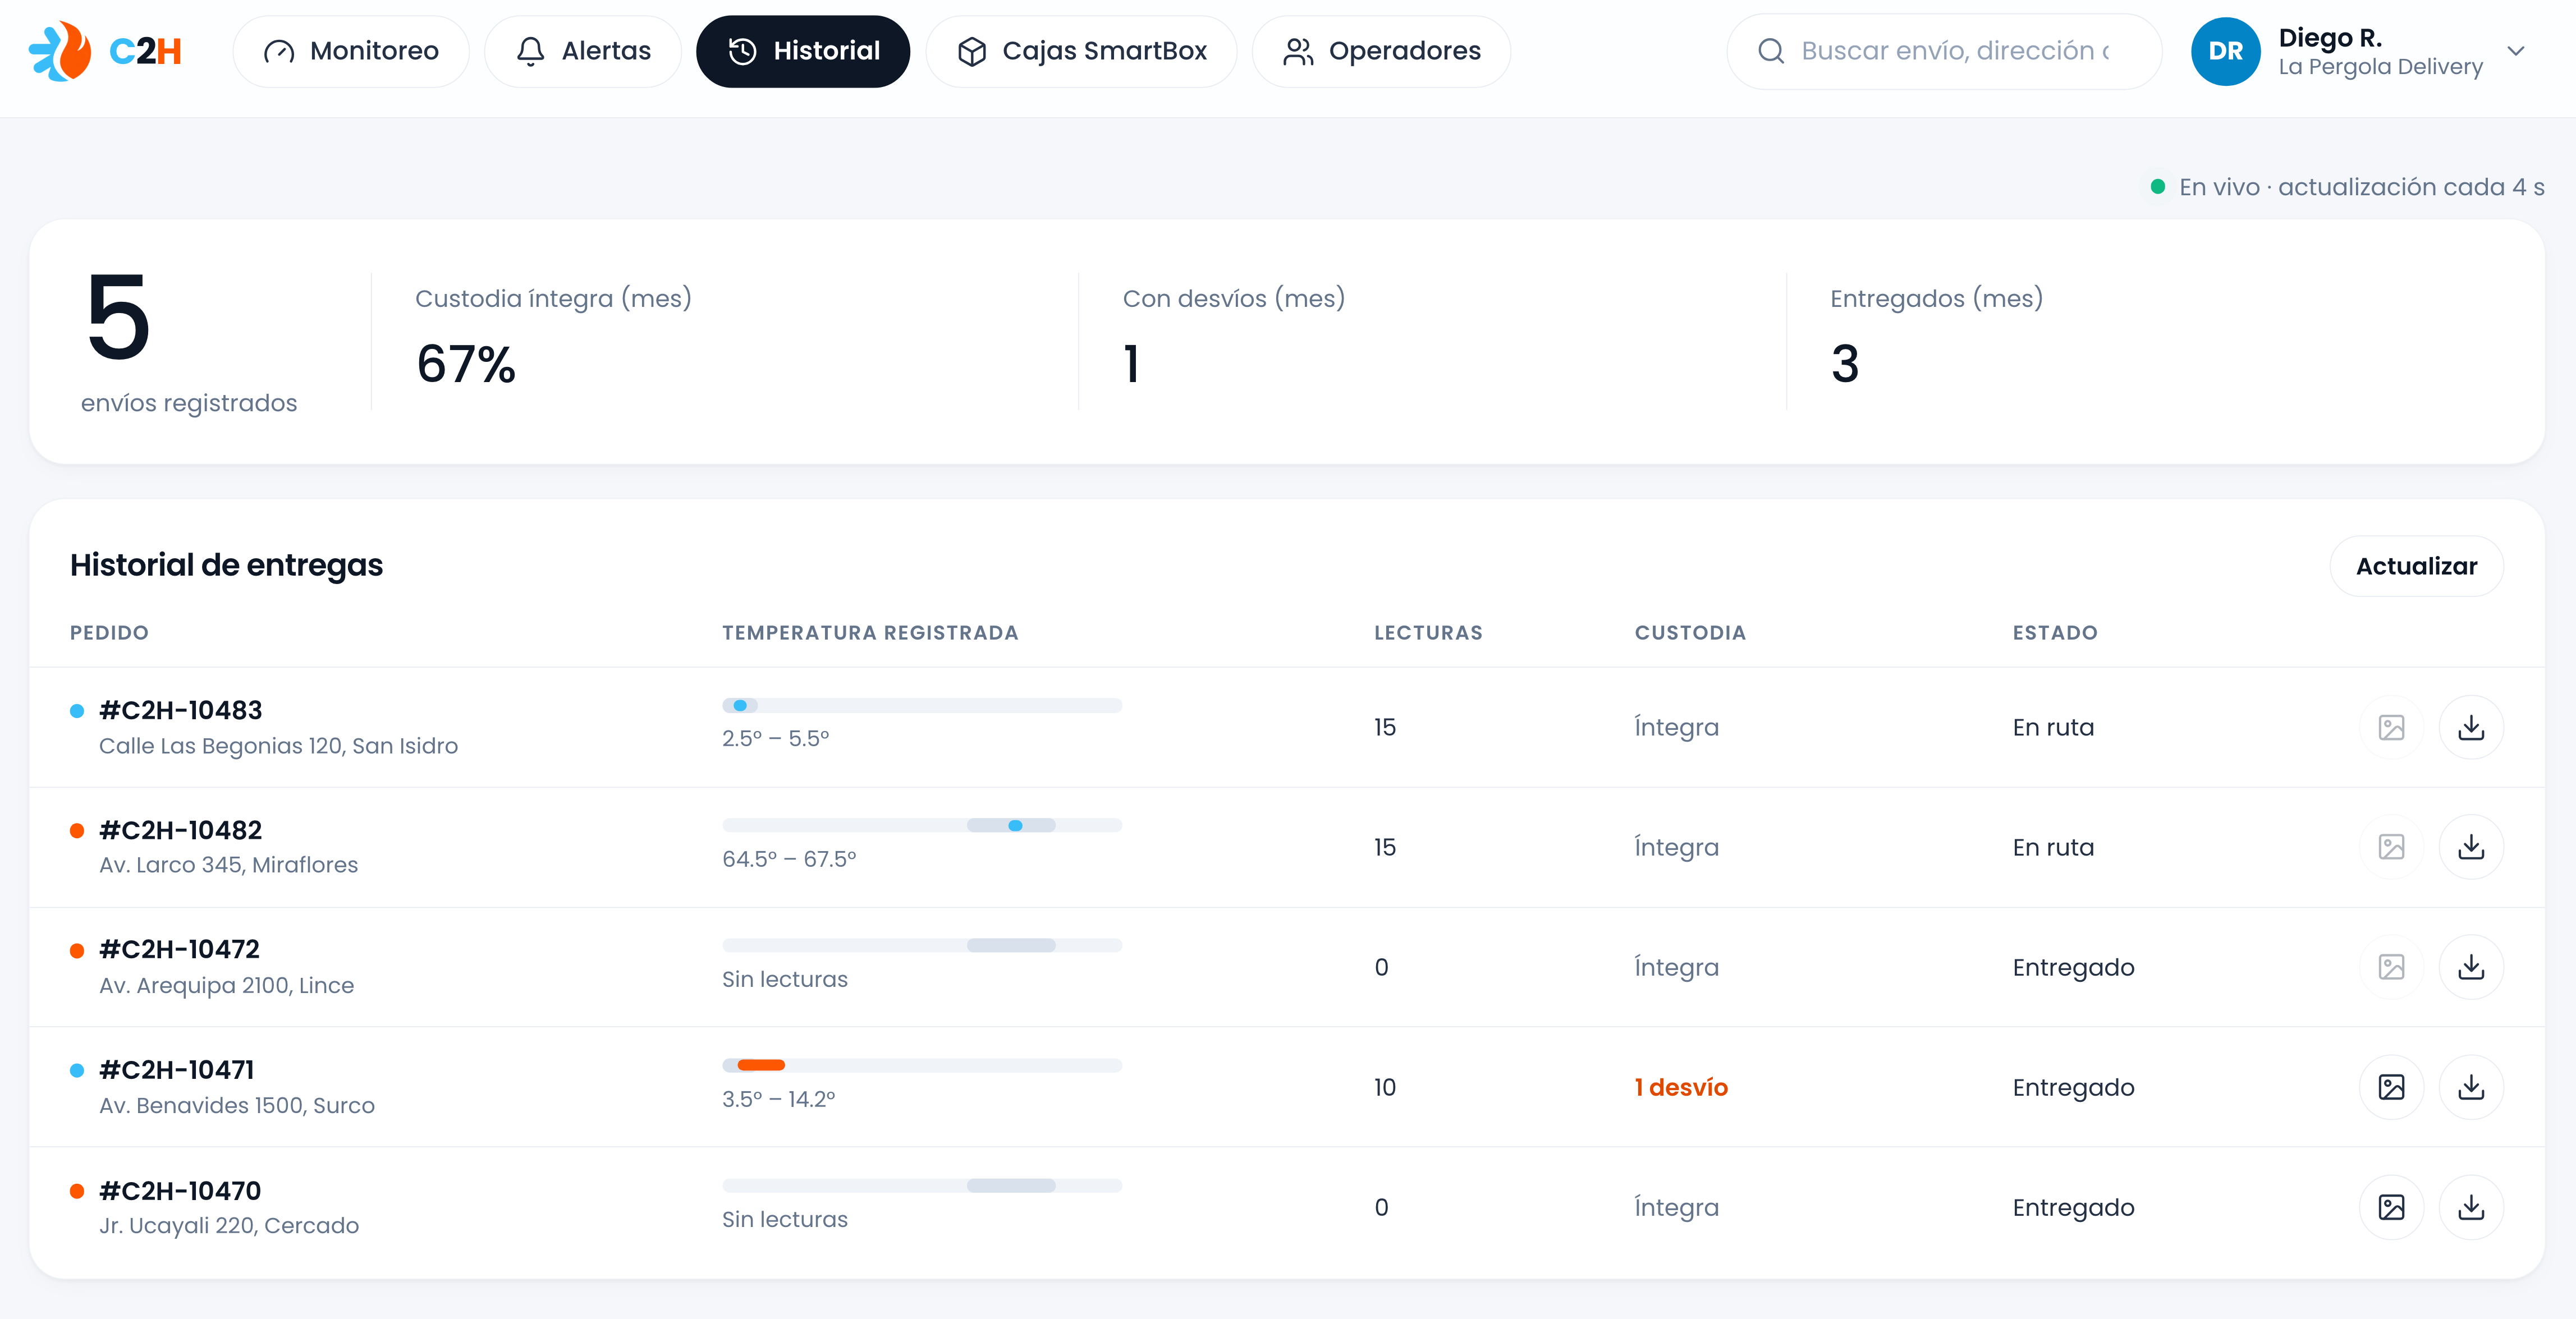 C2H
Monitoreo
Alertas
Historial
Cajas SmartBox
Operadores
Buscar envío, dirección
DR
Diego R.
La Pergola Delivery
En vivo · actualización cada 4 s
5
envíos registrados
Custodia íntegra (mes)
67%
Con desvíos (mes)
1
Entregados (mes)
3
Historial de entregas
Actualizar
PEDIDO
TEMPERATURA REGISTRADA
LECTURAS
CUSTODIA
ESTADO
#C2H-10483
Calle Las Begonias 120, San Isidro
2.5° – 5.5°
15
Íntegra
En ruta
#C2H-10482
Av. Larco 345, Miraflores
64.5° – 67.5°
15
Íntegra
En ruta
#C2H-10472
Av. Arequipa 2100, Lince
Sin lecturas
0
Íntegra
Entregado
#C2H-10471
Av. Benavides 1500, Surco
3.5° – 14.2°
10
1 desvío
Entregado
#C2H-10470
Jr. Ucayali 220, Cercado
Sin lecturas
0
Íntegra
Entregado